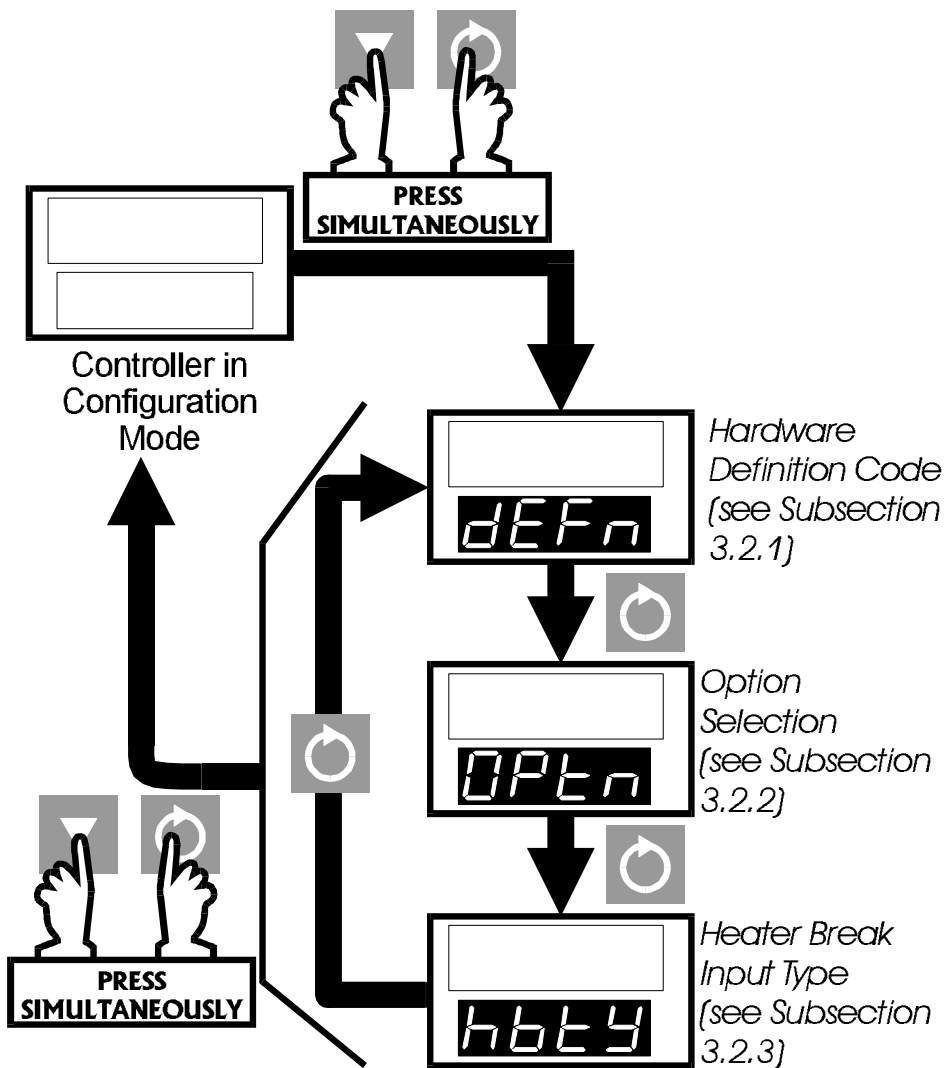 PRESS
SIMULTANEOUSLY
Controller in
Configuration
Mode
Hardware
Definition Code
(see Subsection
3.2.1)
dEFn
Option
Selection
(see Subsection
3.2.2)
OPtn
PRESS
SIMULTANEOUSLY
Heater Break
Input Type
(see Subsection
3.2.3)
hbty